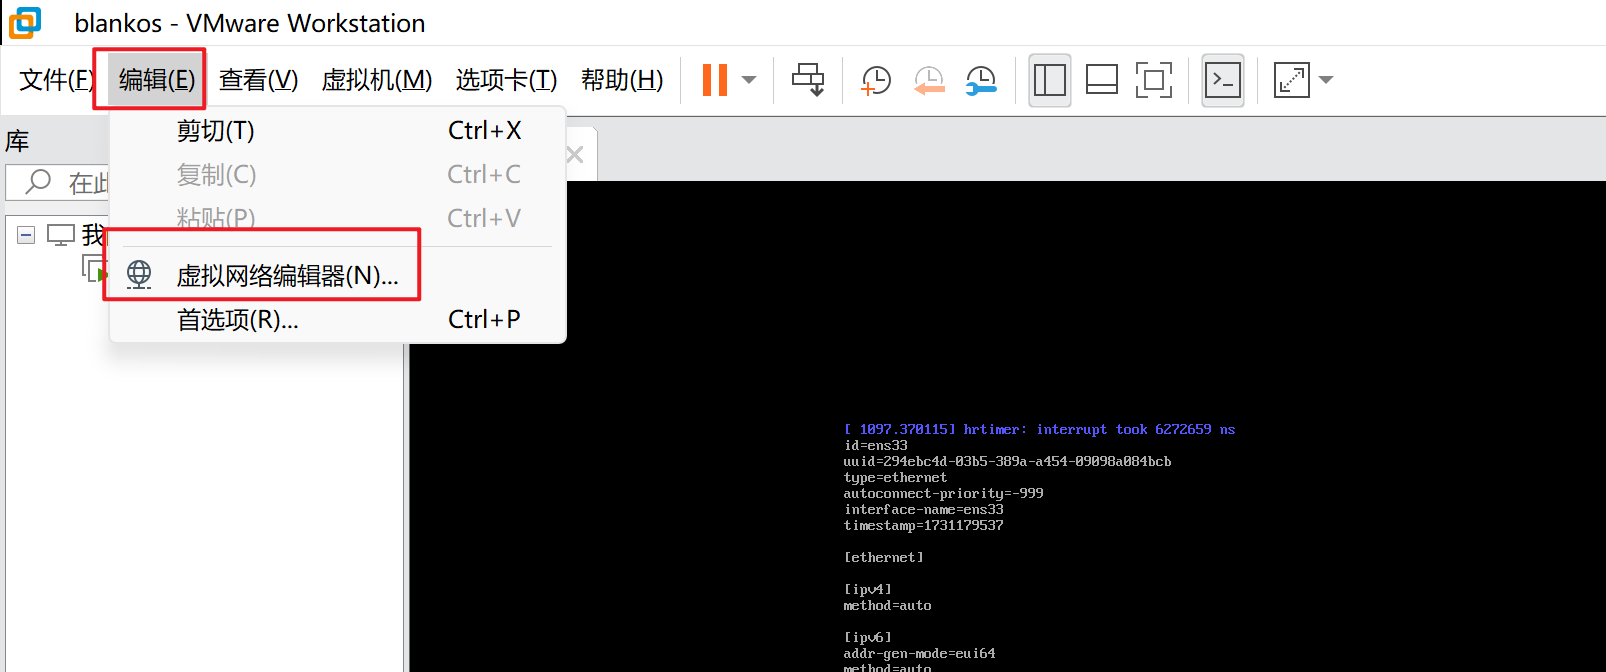 blankos - VMware Workstation
文件(F) 编辑(E) 查看(V) 虚拟机(M) 选项卡(T) 帮助(H)
库
在此
我
剪切(T) Ctrl+X
复制(C) Ctrl+C
粘贴(P) Ctrl+V
虚拟网络编辑器(N)...
首选项(R)... Ctrl+P
[ 1097.370115] hrtimer: interrupt took 6272659 ns
id=ens33
uuid=294ebc4d-03b5-389a-a454-09098a084bcb
type=ethernet
autoconnect-priority=-999
interface-name=ens33
timestamp=1731179537
[ethernet]
[ipv4]
method=auto
[ipv6]
addr-gen-mode=eui64
method=auto